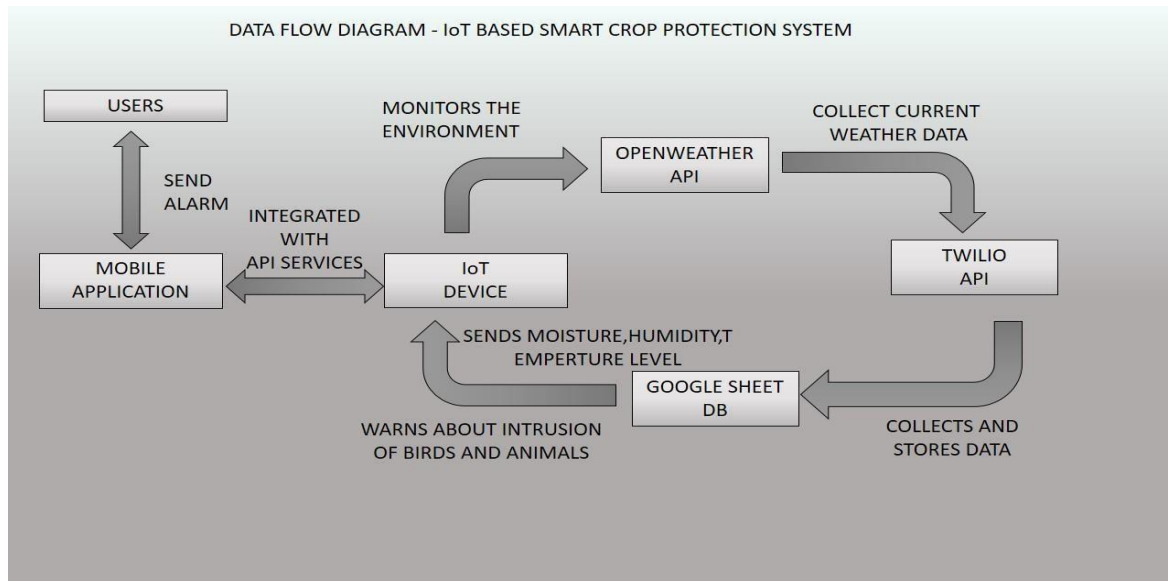 DATA FLOW DIAGRAM - IoT BASED SMART CROP PROTECTION SYSTEM
USERS
MONITORS THE
ENVIRONMENT
COLLECT CURRENT
WEATHER DATA
OPENWEATHER
API
SEND
ALARM
INTEGRATED
WITH
API SERVICES
MOBILE
APPLICATION
IoT
DEVICE
TWILIO
API
SENDS MOISTURE,HUMIDITY,T
EMPERTURE LEVEL
GOOGLE SHEET
DB
WARNS ABOUT INTRUSION
OF BIRDS AND ANIMALS
COLLECTS AND
STORES DATA